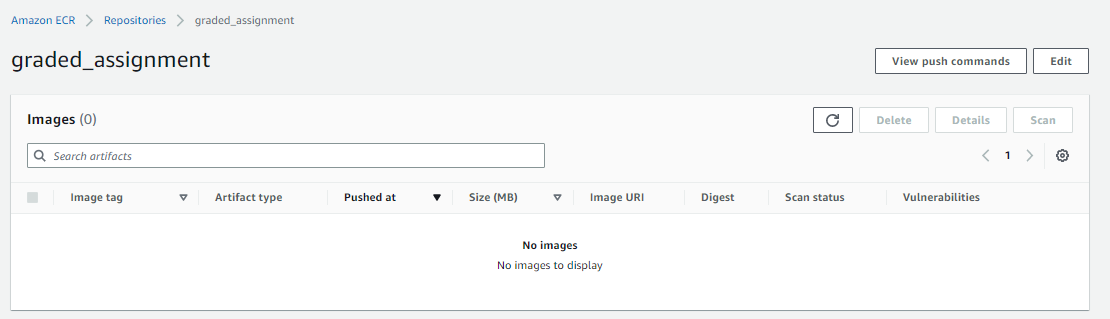 Amazon ECR > Repositories > graded_assignment
graded_assignment
View push commands Edit
Images (0)
Delete Details Scan
Search artifacts
1
Image tag Artifact type Pushed at Size (MB) Image URI Digest Scan status Vulnerabilities
No images
No images to display